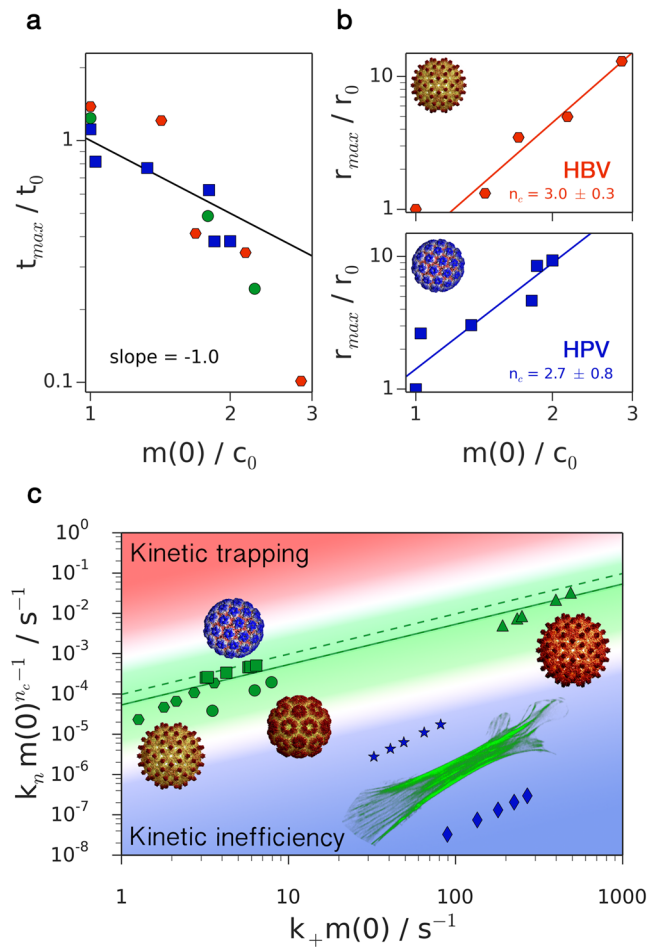 a
t_max / t_0
1
0.1
slope = -1.0
1
2
3
m(0) / c_0
b
r_max / r_0
10
1
HBV
n_c = 3.0 ± 0.3
r_max / r_0
10
1
HPV
n_c = 2.7 ± 0.8
1
2
3
m(0) / c_0
c
k_n m(0)^{n_c-1} / s^{-1}
10^0
10^{-1}
10^{-2}
10^{-3}
10^{-4}
10^{-5}
10^{-6}
10^{-7}
10^{-8}
Kinetic trapping
Kinetic inefficiency
1
10
100
1000
k_+m(0) / s^{-1}